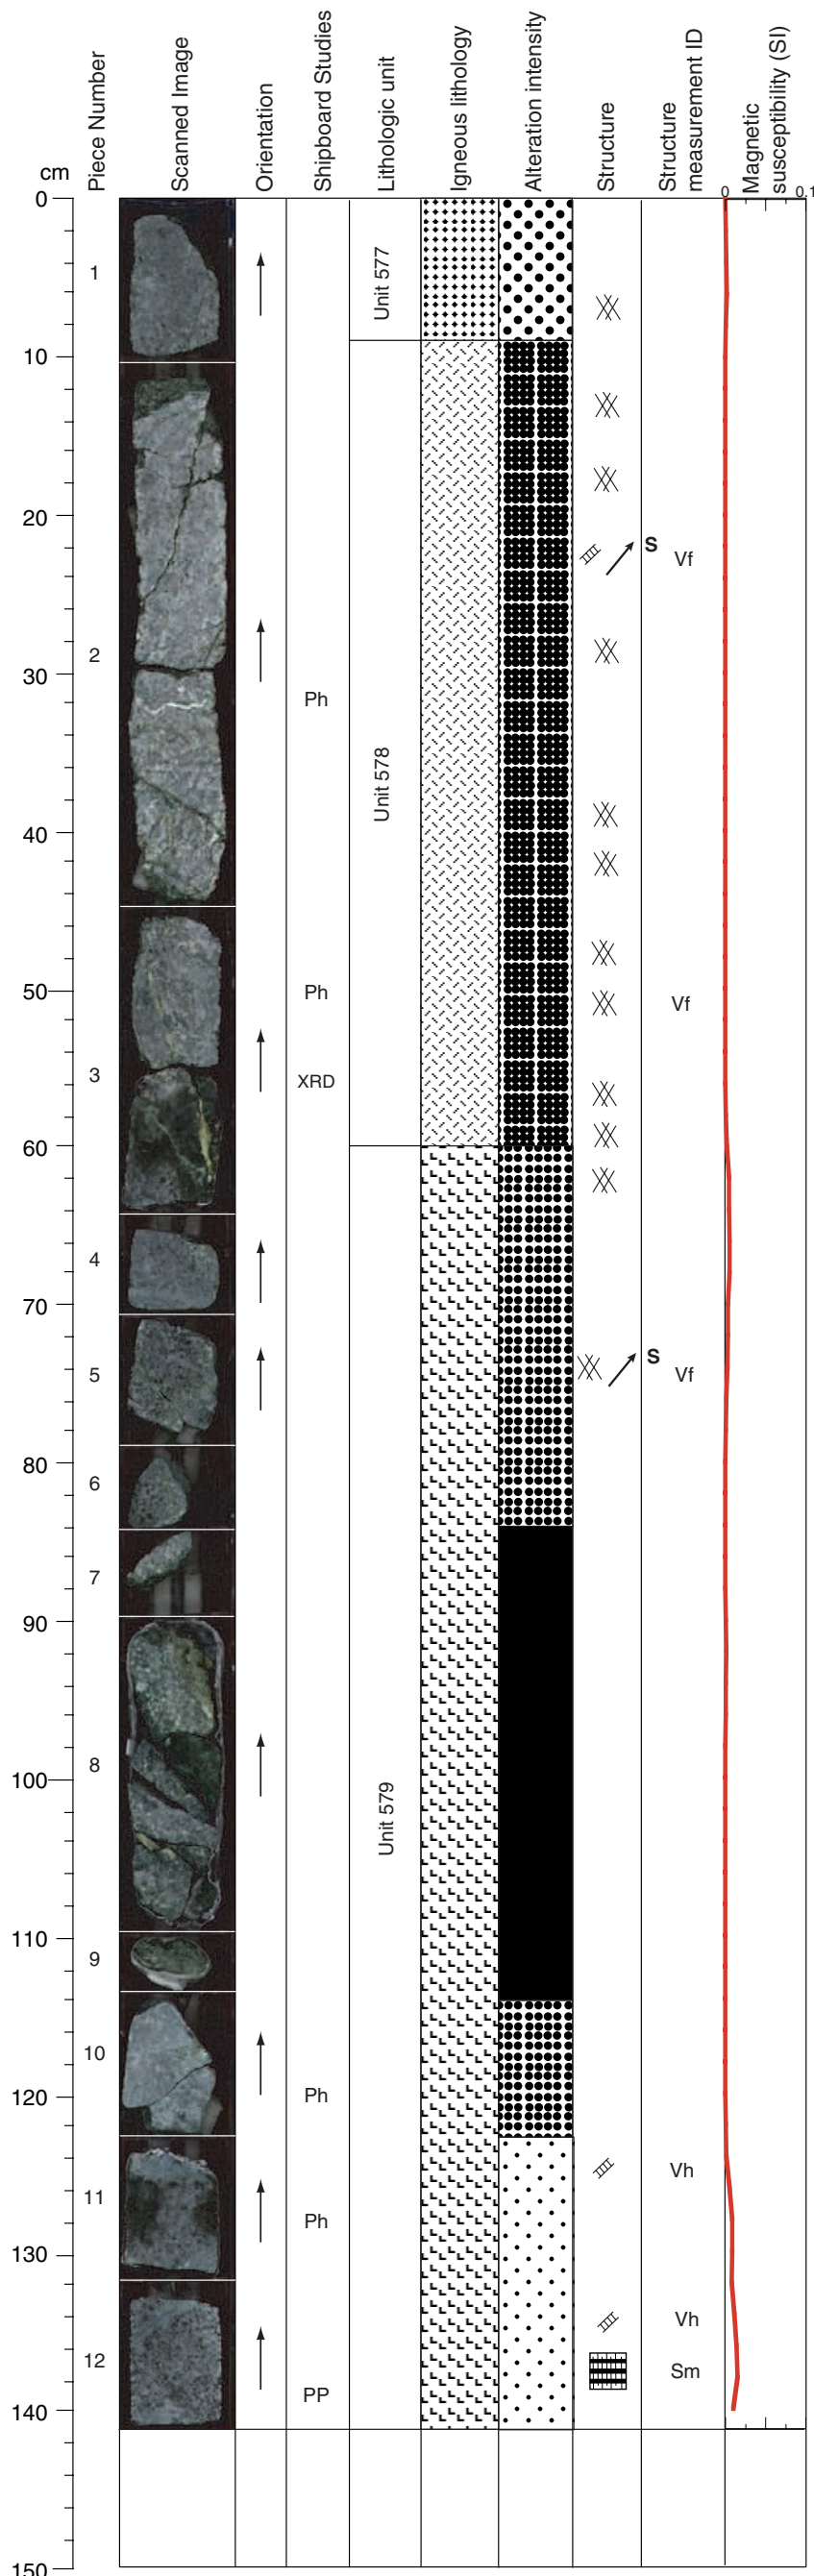 cm
Piece Number
Scanned Image
Orientation
Shipboard Studies
Lithologic unit
Igneous lithology
Alteration intensity
Structure
Structure
measurement ID
Magnetic
susceptibility (SI)
0
0.1
0
1
Unit 577
10
20
S
Vf
2
30
Ph
Unit 578
40
50
Ph
Vf
3
XRD
60
4
70
S
5
Vf
80
6
7
90
8
100
Unit 579
110
9
10
120
Ph
11
Vh
Ph
130
Vh
12
Sm
PP
140
150